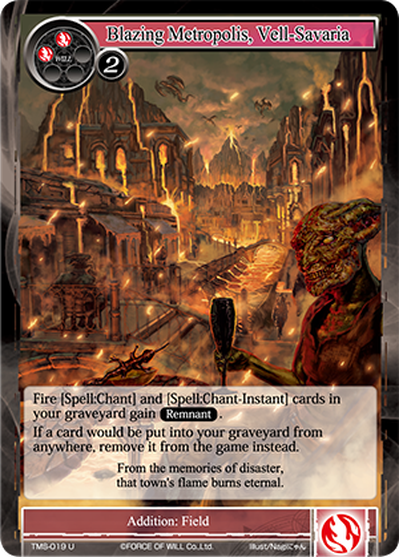 Blazing Metropolis, Vell-Savaria
WILL
2
Fire [Spell:Chant] and [Spell:Chant-Instant] cards in
your graveyard gain Remnant .
If a card would be put into your graveyard from
anywhere, remove it from the game instead.
From the memories of disaster,
that town's flame burns eternal.
Addition: Field
TMS-019 U ©FORCE OF WILL Co.,Ltd. Illust/